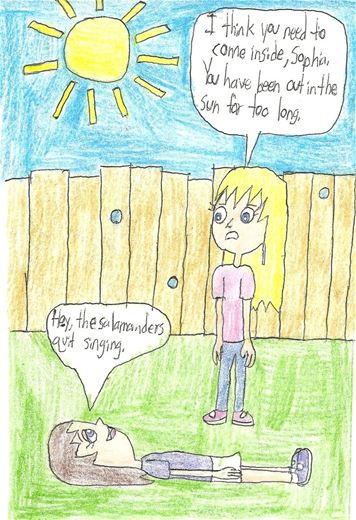 I think you need to
come inside, Sopha.
You have been out in the
sun for too long.
Hey, the salamanders
quit singing.